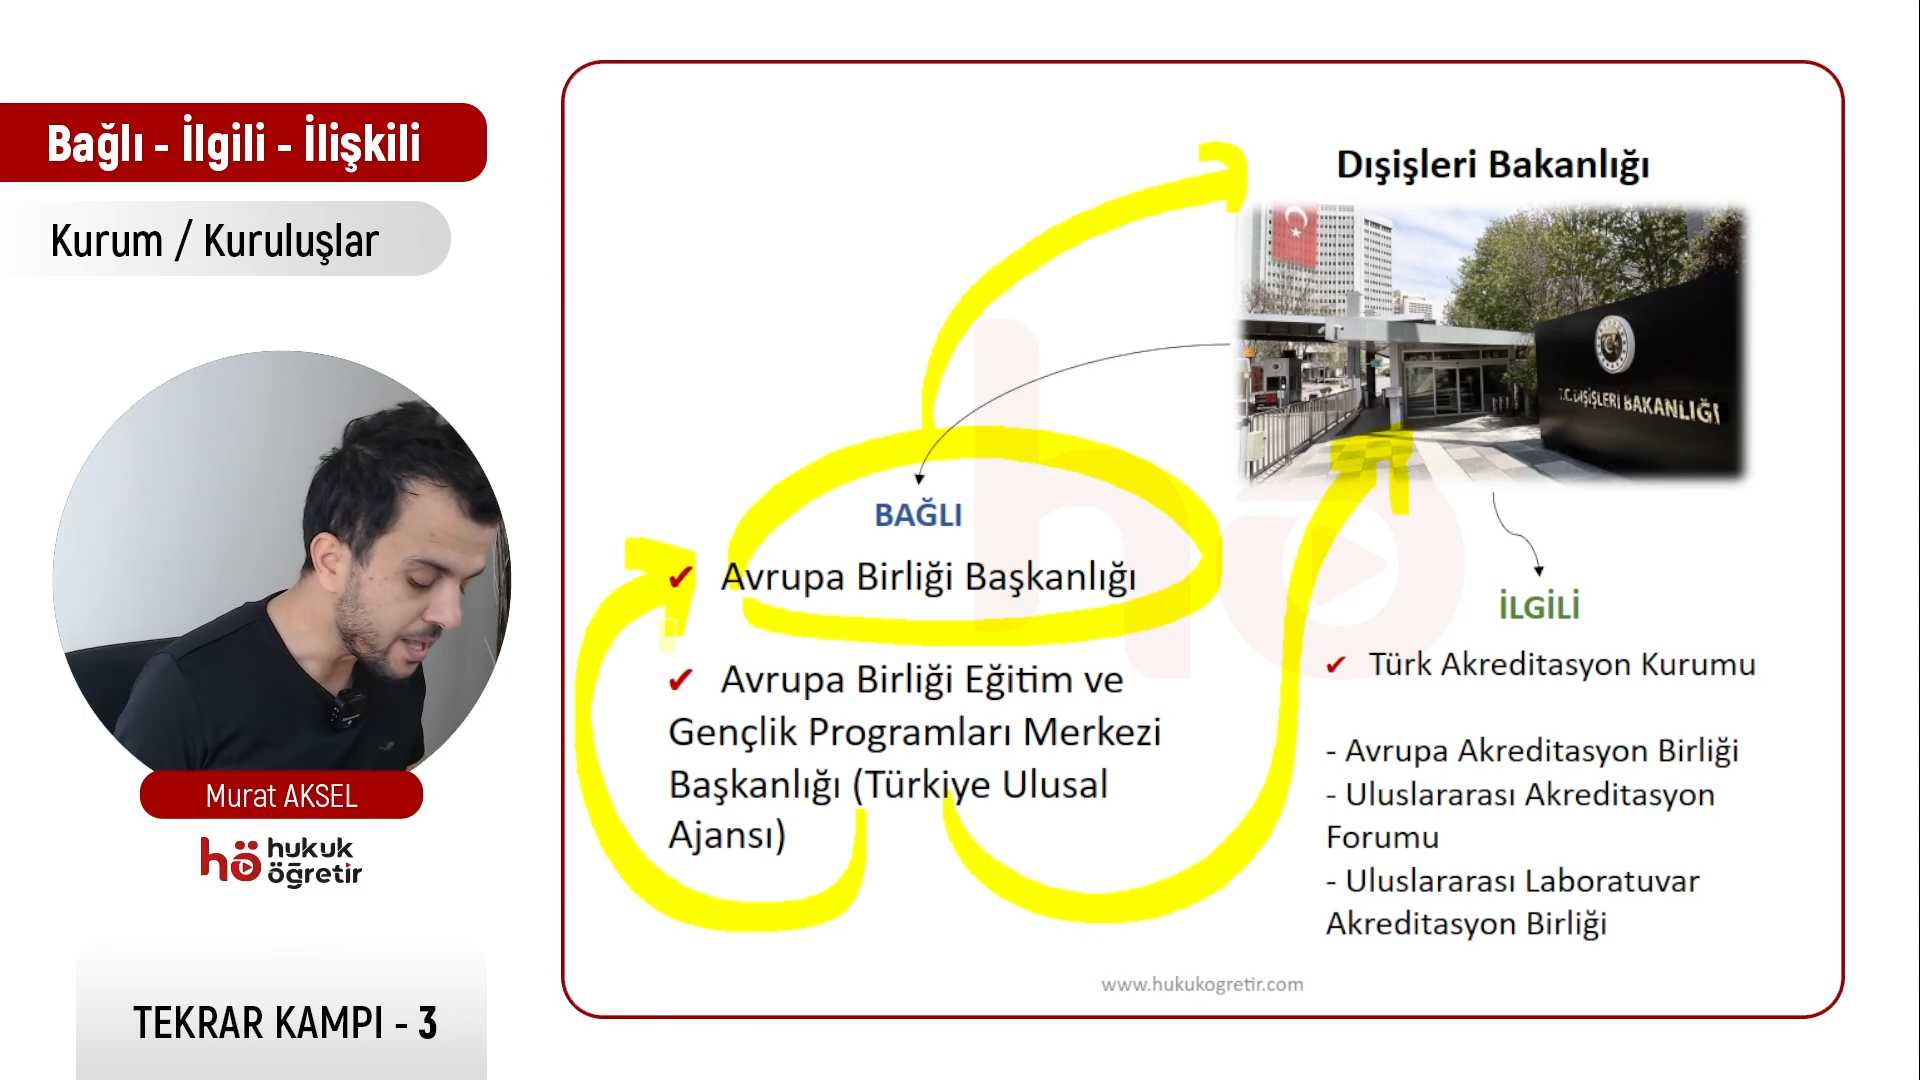 Bağlı - İlgili - İlişkili
Kurum / Kuruluşlar
Murat AKSEL
hö hukuk
öğretir
TEKRAR KAMPI - 3
Dışişleri Bakanlığı
T.C. DIŞİŞLERİ BAKANLIĞI
BAĞLI
✔ Avrupa Birliği Başkanlığı
✔ Avrupa Birliği Eğitim ve
Gençlik Programları Merkezi
Başkanlığı (Türkiye Ulusal
Ajansı)
İLGİLİ
✔ Türk Akreditasyon Kurumu
- Avrupa Akreditasyon Birliği
- Uluslararası Akreditasyon
Forumu
- Uluslararası Laboratuvar
Akreditasyon Birliği
www.hukukogretir.com